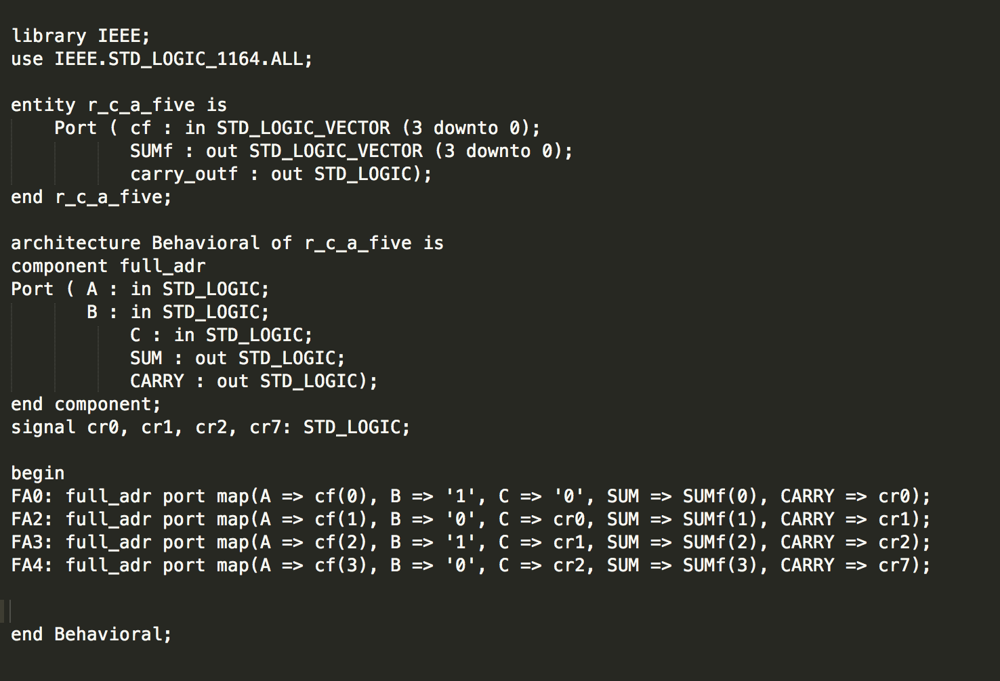 library IEEE;
use IEEE.STD_LOGIC_1164.ALL;
entity r_c_a_five is
Port ( cf : in STD_LOGIC_VECTOR (3 downto 0);
SUMf : out STD_LOGIC_VECTOR (3 downto 0);
carry_outf : out STD_LOGIC);
end r_c_a_five;
architecture Behavioral of r_c_a_five is
component full_adr
Port ( A : in STD_LOGIC;
B : in STD_LOGIC;
C : in STD_LOGIC;
SUM : out STD_LOGIC;
CARRY : out STD_LOGIC);
end component;
signal cr0, cr1, cr2, cr7: STD_LOGIC;
begin
FA0: full_adr port map(A => cf(0), B => '1', C => '0', SUM => SUMf(0), CARRY => cr0);
FA2: full_adr port map(A => cf(1), B => '0', C => cr0, SUM => SUMf(1), CARRY => cr1);
FA3: full_adr port map(A => cf(2), B => '1', C => cr1, SUM => SUMf(2), CARRY => cr2);
FA4: full_adr port map(A => cf(3), B => '0', C => cr2, SUM => SUMf(3), CARRY => cr7);
end Behavioral;